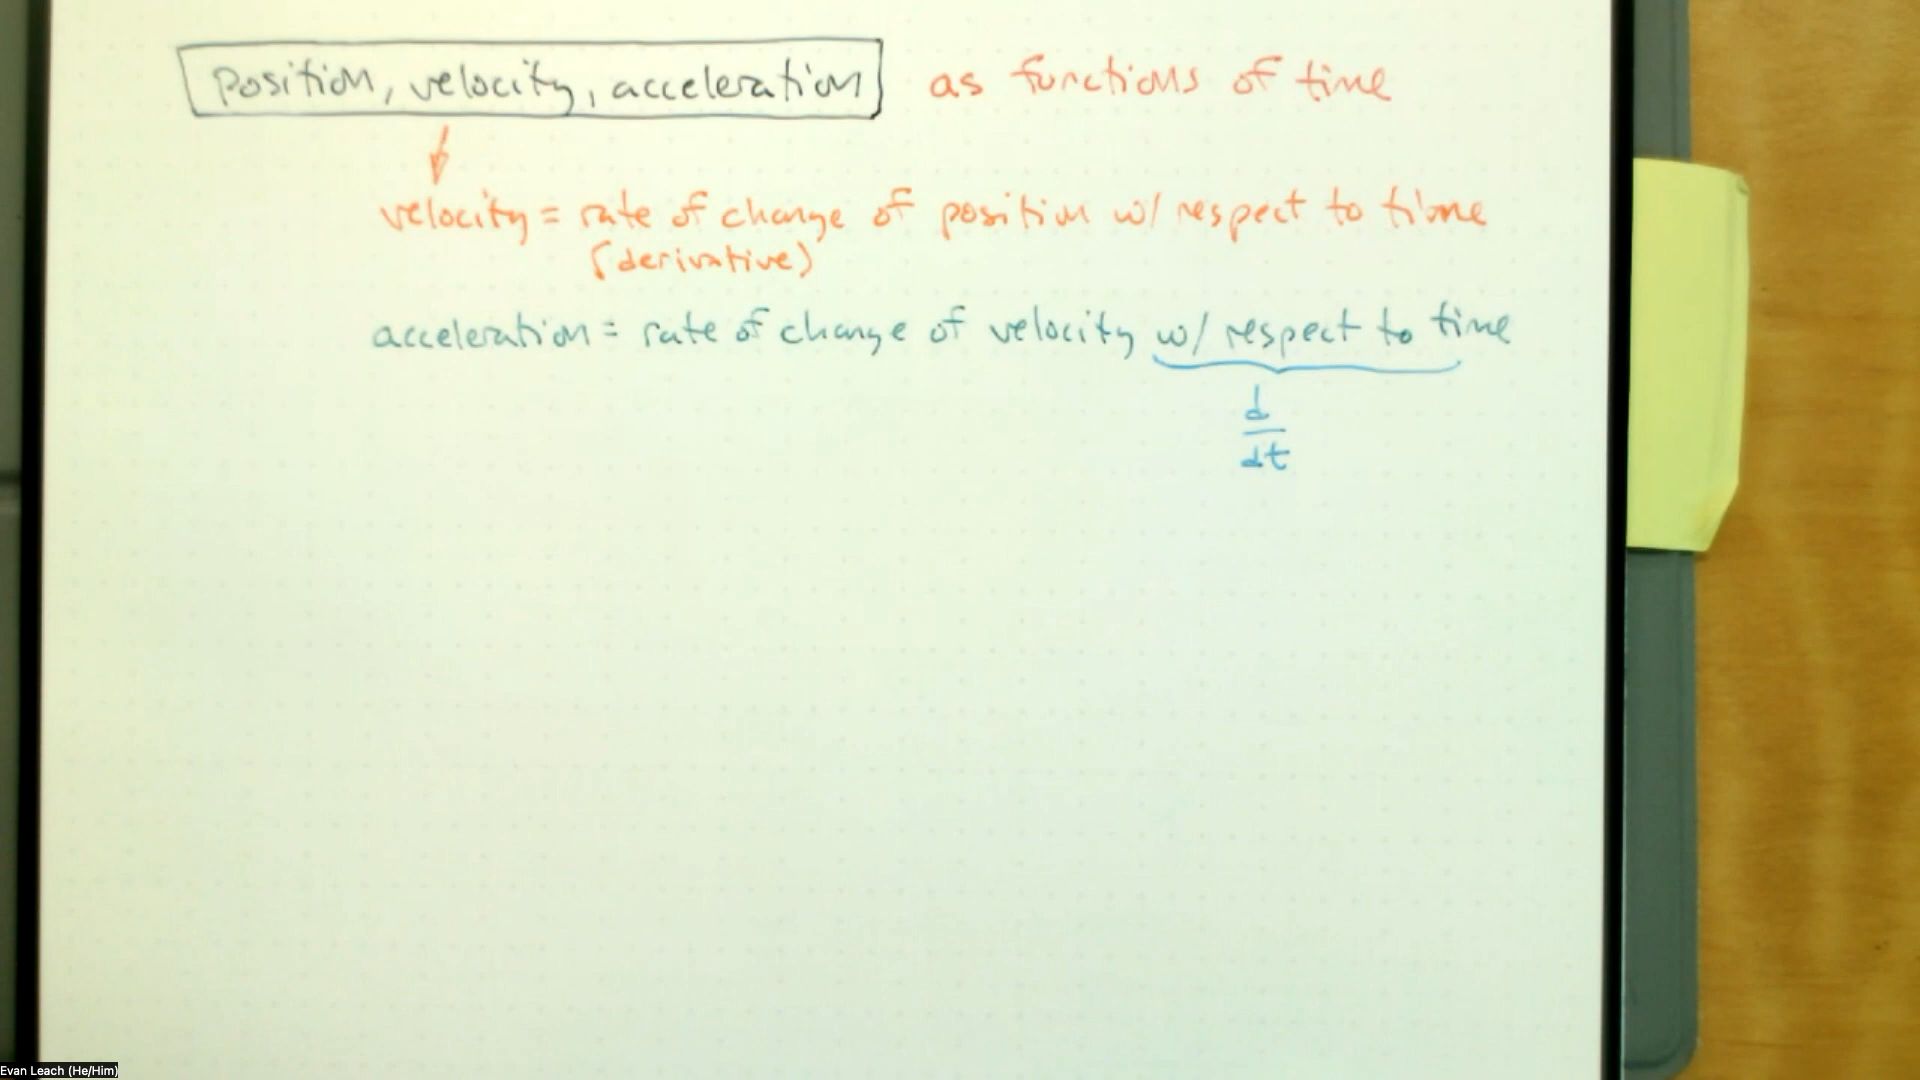 position, velocity, acceleration as functions of time
velocity = rate of change of position w/ respect to time
(derivative)
acceleration = rate of change of velocity w/ respect to time
d
dt
Evan Leach (He/Him)